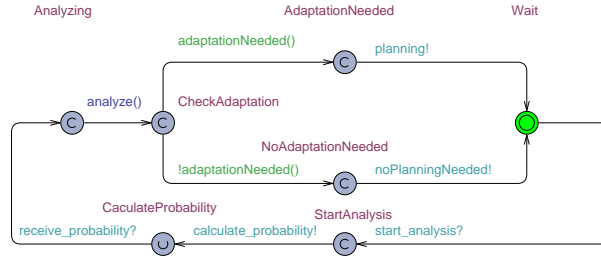 Analyzing
AdaptationNeeded
Wait
adaptationNeeded()
planning!
C
analyze()
CheckAdaptation
C
C
NoAdaptationNeeded
!adaptationNeeded()
noPlanningNeeded!
C
CaculateProbability
StartAnalysis
receive_probability?
calculate_probability!
start_analysis?
U
C